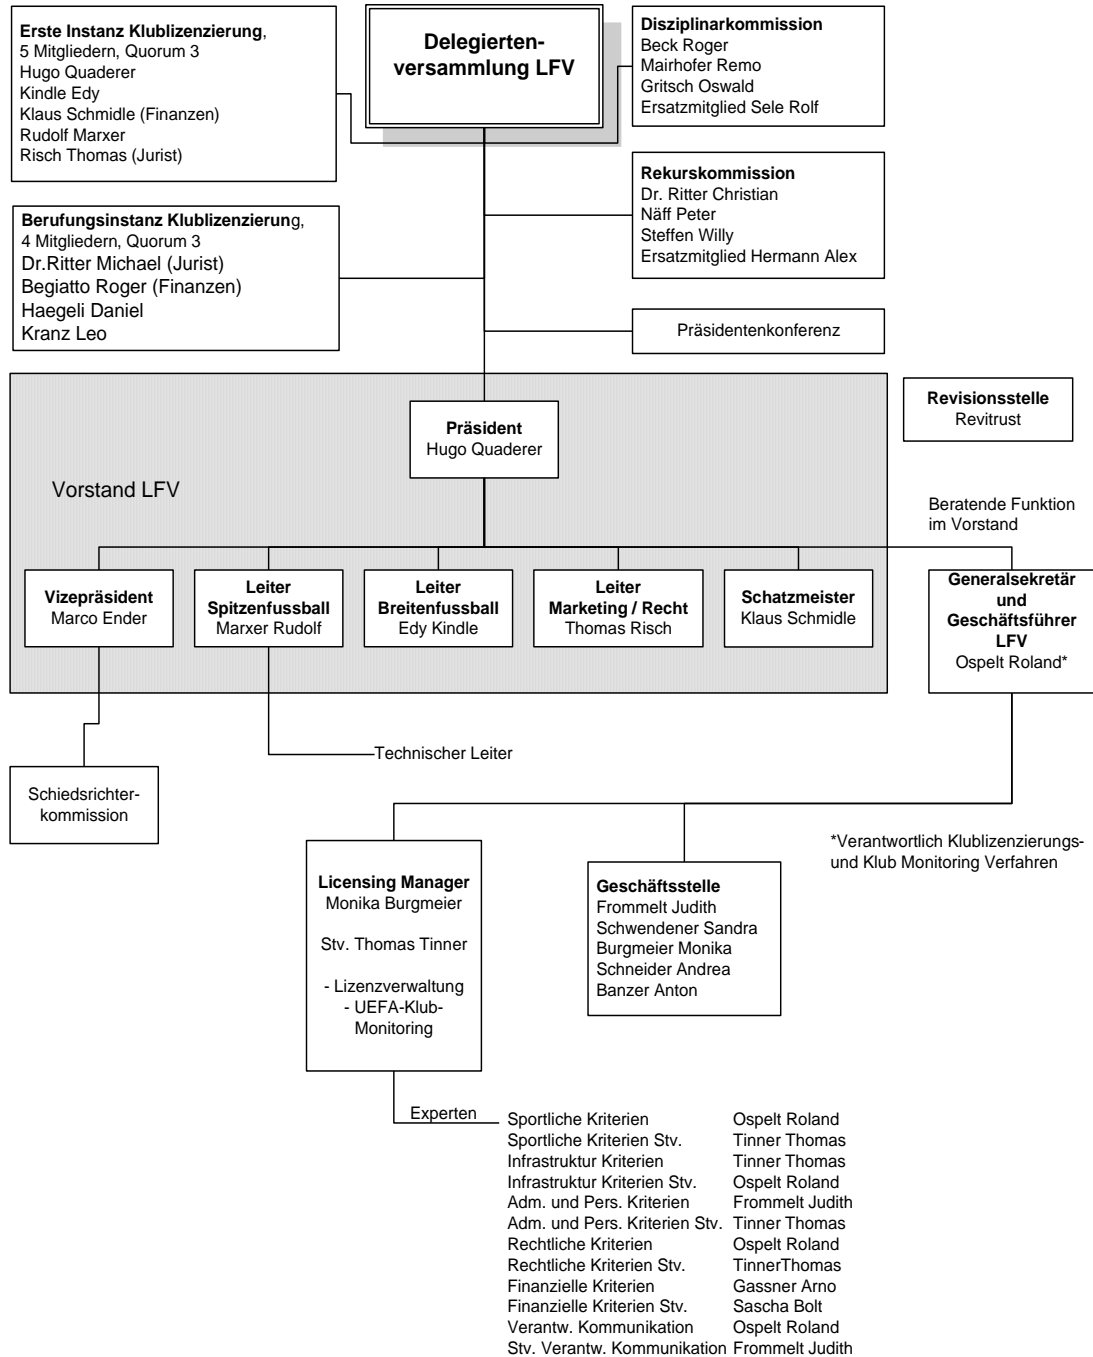 Erste Instanz Klublizenzierung,
5 Mitgliedern, Quorum 3
Hugo Quaderer
Kindle Edy
Klaus Schmidle (Finanzen)
Rudolf Marxer
Risch Thomas (Jurist)
Delegierten-
versammlung LFV
Disziplinarkommission
Beck Roger
Mairhofer Remo
Gritsch Oswald
Ersatzmitglied Sele Rolf
Berufungsinstanz Klublizenzierung,
4 Mitgliedern, Quorum 3
Dr.Ritter Michael (Jurist)
Begiatto Roger (Finanzen)
Haegeli Daniel
Kranz Leo
Rekurskommission
Dr. Ritter Christian
Näff Peter
Steffen Willy
Ersatzmitglied Hermann Alex
Präsidentenkonferenz
Präsident
Hugo Quaderer
Revisionsstelle
Revitrust
Vorstand LFV
Beratende Funktion
im Vorstand
Vizepräsident
Marco Ender
Leiter
Spitzenfussball
Marxer Rudolf
Leiter
Breitenfussball
Edy Kindle
Leiter
Marketing / Recht
Thomas Risch
Schatzmeister
Klaus Schmidle
Generalsekretär
und
Geschäftsführer
LFV
Ospelt Roland*
Technischer Leiter
Schiedsrichter-
kommission
*Verantwortlich Klublizenzierungs-
und Klub Monitoring Verfahren
Licensing Manager
Monika Burgmeier
Stv. Thomas Tinner
- Lizenzverwaltung
- UEFA-Klub-
Monitoring
Geschäftsstelle
Frommelt Judith
Schwendener Sandra
Burgmeier Monika
Schneider Andrea
Banzer Anton
Experten
Sportliche Kriterien Ospelt Roland
Sportliche Kriterien Stv. Tinner Thomas
Infrastruktur Kriterien Tinner Thomas
Infrastruktur Kriterien Stv. Ospelt Roland
Adm. und Pers. Kriterien Frommelt Judith
Adm. und Pers. Kriterien Stv. Tinner Thomas
Rechtliche Kriterien Ospelt Roland
Rechtliche Kriterien Stv. TinnerThomas
Finanzielle Kriterien Gassner Arno
Finanzielle Kriterien Stv. Sascha Bolt
Verantw. Kommunikation Ospelt Roland
Stv. Verantw. Kommunikation Frommelt Judith